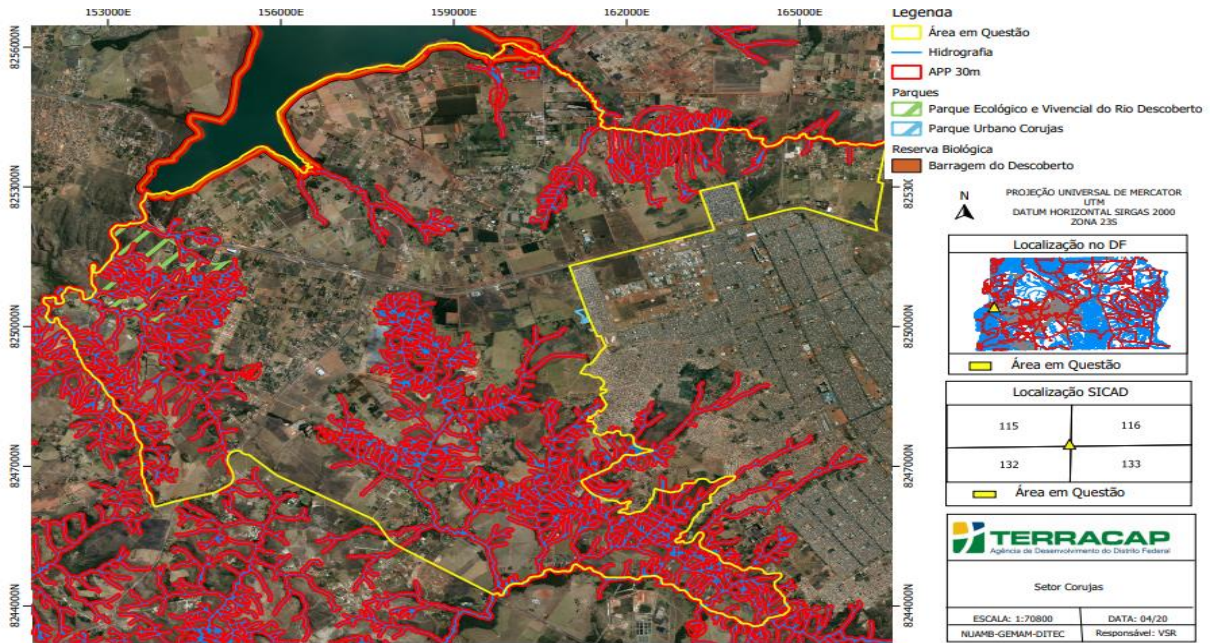 153000E 156000E 159000E 162000E 165000E
8256000N
8253000N
8250000N
8247000N
8244000N
8256000N
8253000N
8250000N
8247000N
8244000N
Legenda
Área em Questão
Hidrografia
APP 30m
Parques
Parque Ecológico e Vivencial do Rio Descoberto
Parque Urbano Corujas
Reserva Biológica
Barragem do Descoberto
N
PROJEÇÃO UNIVERSAL DE MERCATOR
UTM
DATUM HORIZONTAL SIRGAS 2000
ZONA 23S
Localização no DF
Área em Questão
Localização SICAD
115 116
132 133
Área em Questão
TERRACAP
Agência de Desenvolvimento do Distrito Federal
Setor Corujas
ESCALA: 1:70800 DATA: 04/20
NUAMB-GEMAM-DITEC Responsável: VSR